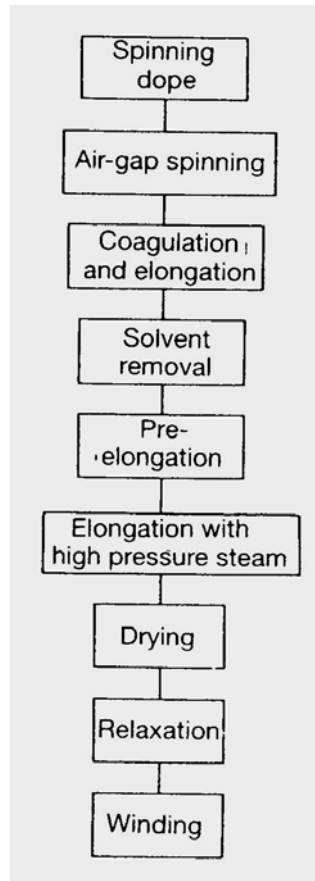 Spinning
dope
Air-gap spinning
Coagulation
and elongation
Solvent
removal
Pre-
elongation
Elongation with
high pressure steam
Drying
Relaxation
Winding